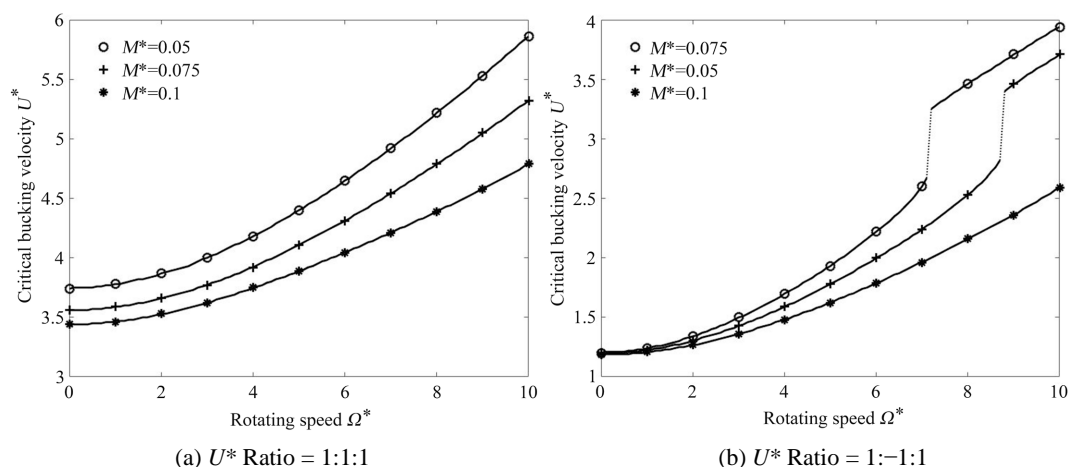 6
5.5
5
4.5
4
3.5
3
0 2 4 6 8 10
Critical bucking velocity U*
Rotating speed Ω*
M*=0.05
M*=0.075
M*=0.1
(a) U* Ratio = 1:1:1
4
3.5
3
2.5
2
1.5
1
0 2 4 6 8 10
Critical bucking velocity U*
Rotating speed Ω*
M*=0.075
M*=0.05
M*=0.1
(b) U* Ratio = 1:−1:1